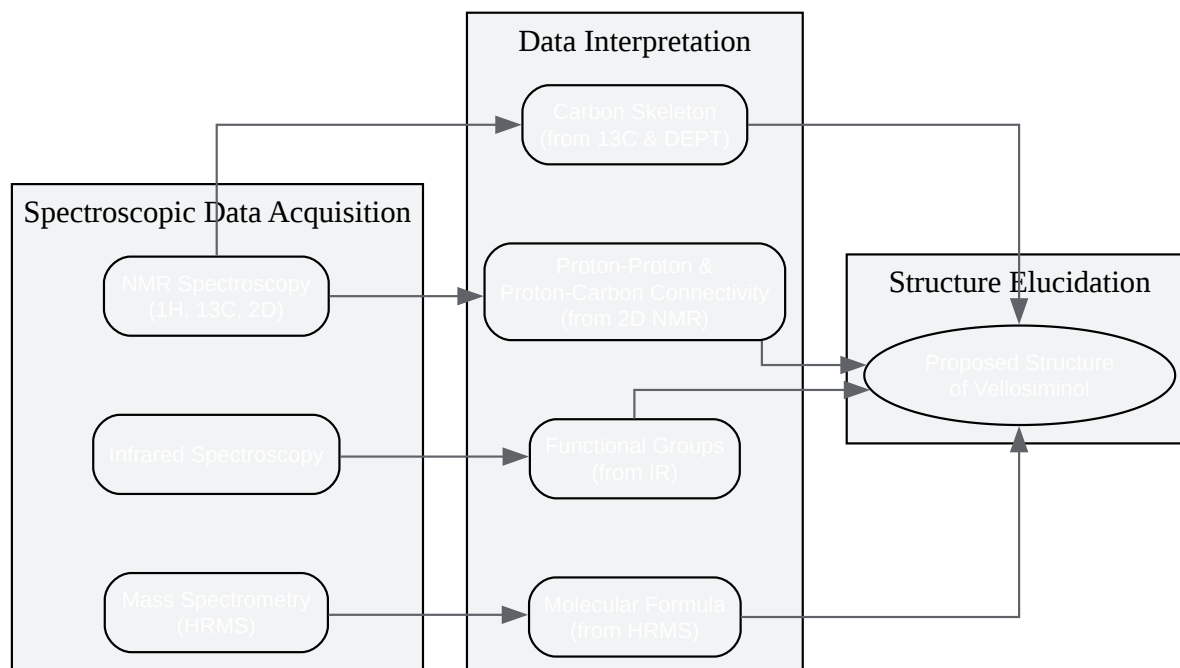 Spectroscopic Data Acquisition
NMR Spectroscopy
(1H, 13C, 2D)
Infrared Spectroscopy
Mass Spectrometry
(HRMS)
Data Interpretation
Carbon Skeleton
(from 13C & DEPT)
Proton-Proton &
Proton-Carbon Connectivity
(from 2D NMR)
Functional Groups
(from IR)
Molecular Formula
(from HRMS)
Structure Elucidation
Proposed Structure
of Vellosiminol